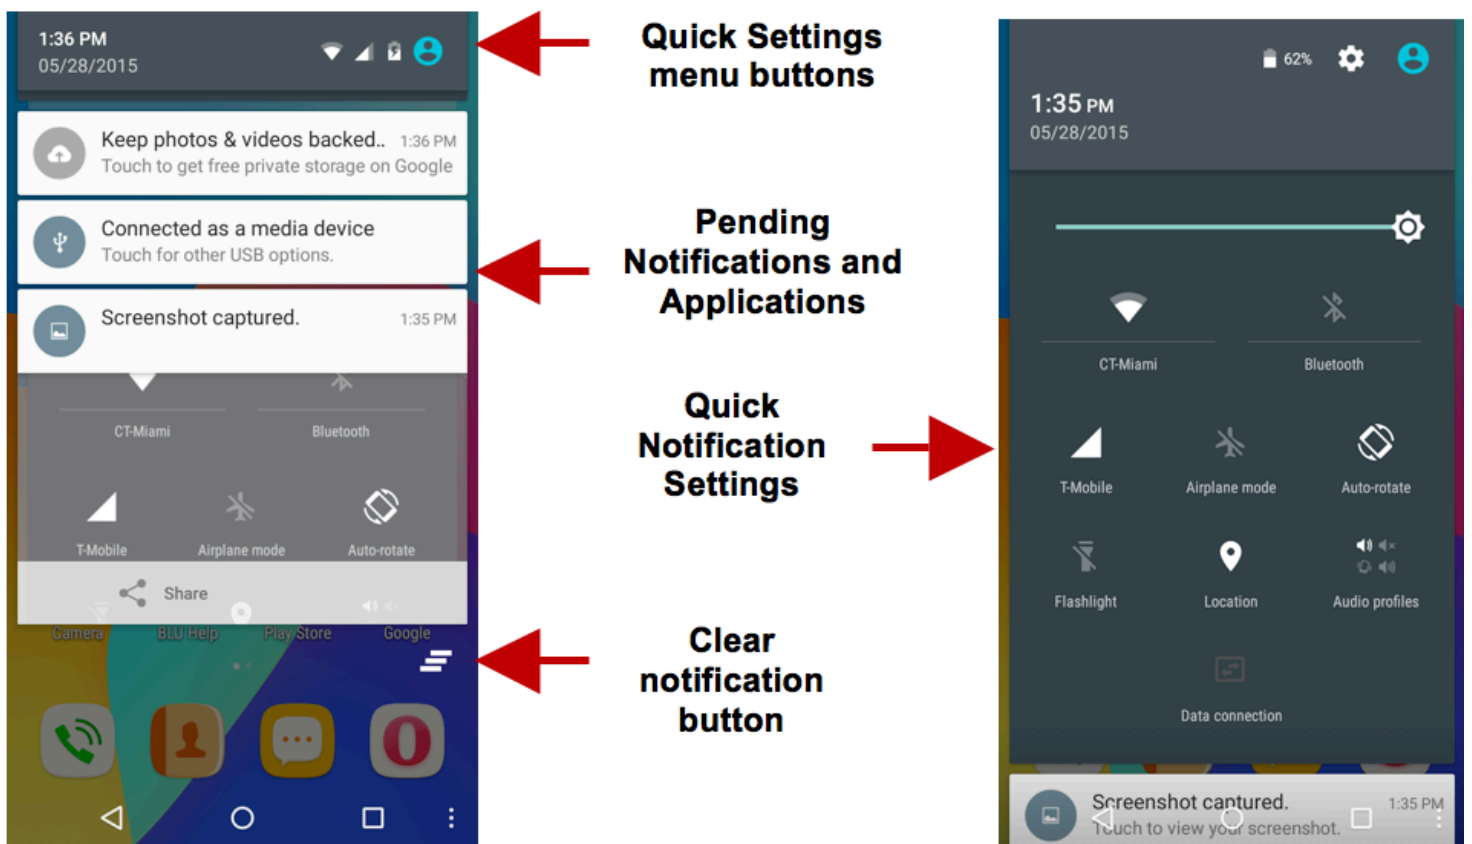 1:36 PM
05/28/2015
Keep photos & videos backed.. 1:36 PM
Touch to get free private storage on Google
Connected as a media device
Touch for other USB options.
Screenshot captured. 1:35 PM
CT-Miami Bluetooth
T-Mobile Airplane mode Auto-rotate
Share
Camera BLU Help Play Store Google
Quick Settings
menu buttons
Pending
Notifications and
Applications
Quick
Notification
Settings
Clear
notification
button
62%
1:35 PM
05/28/2015
CT-Miami Bluetooth
T-Mobile Airplane mode Auto-rotate
Flashlight Location Audio profiles
Data connection
Screenshot captured. 1:35 PM
Touch to view your screenshot.